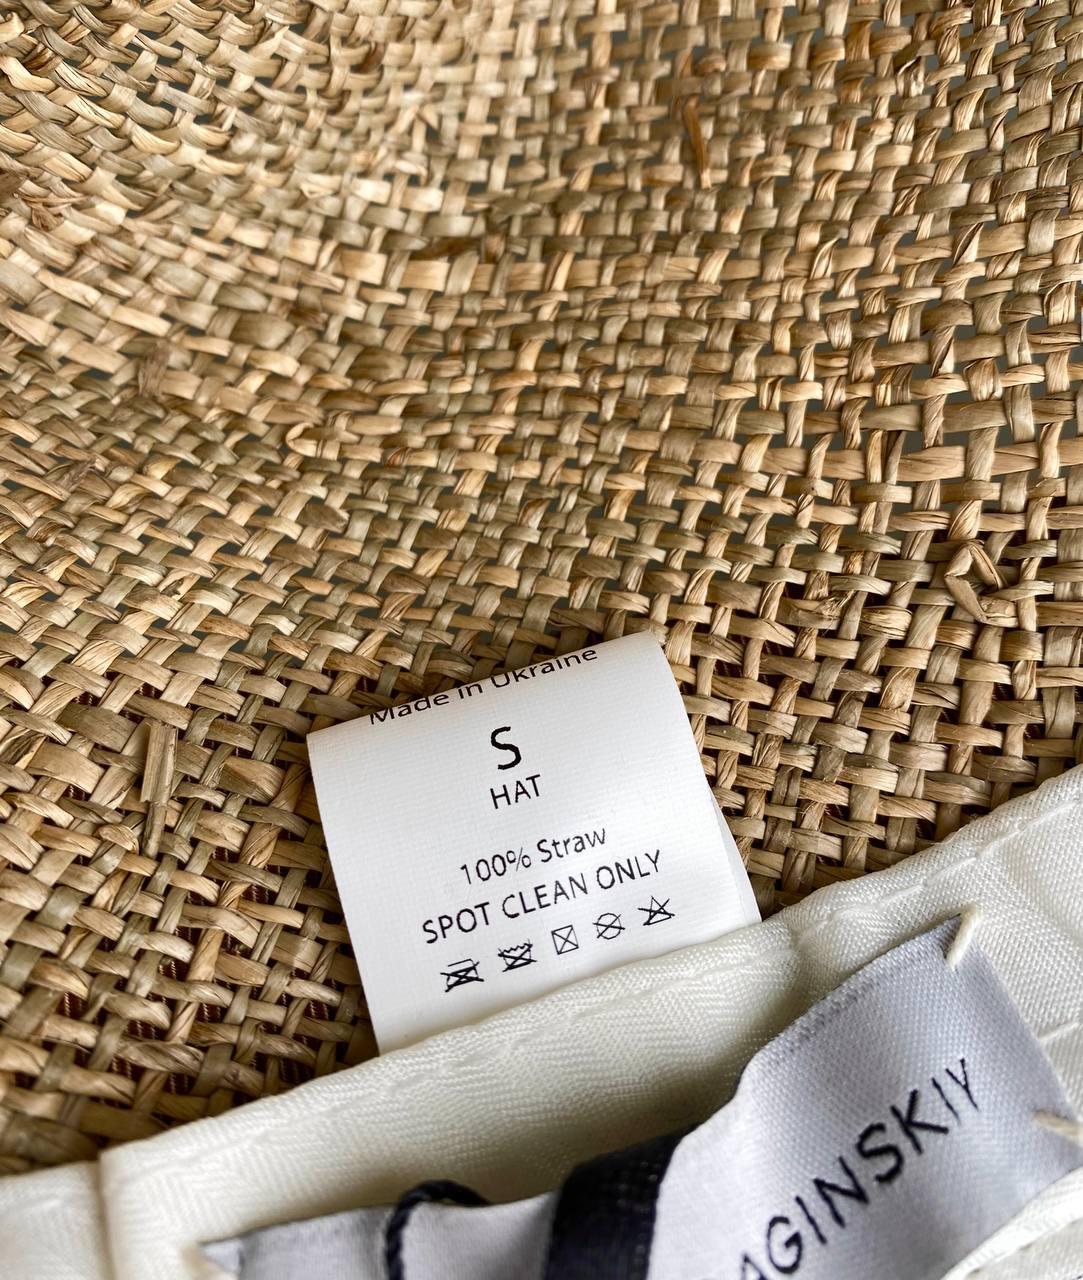 Made in Ukraine
S
HAT
100% Straw
SPOT CLEAN ONLY
AGINSKIY